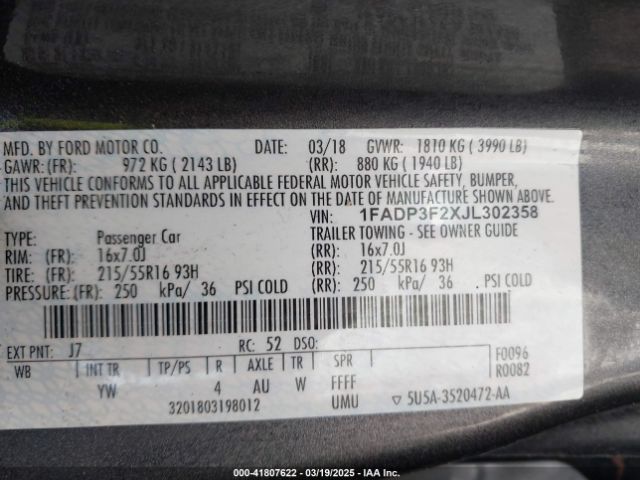 MFD. BY FORD MOTOR CO. DATE: 03/18 GVWR: 1810 KG ( 3990 LB)
GAWR: (FR): 972 KG ( 2143 LB) (RR): 880 KG ( 1940 LB)
THIS VEHICLE CONFORMS TO ALL APPLICABLE FEDERAL MOTOR VEHICLE SAFETY, BUMPER,
AND THEFT PREVENTION STANDARDS IN EFFECT ON THE DATE OF MANUFACTURE SHOWN ABOVE.
VIN: 1FADP3F2XJL302358
TYPE: Passenger Car TRAILER TOWING - SEE OWNER GUIDE
RIM: (FR) 16x7.0J (RR): 16x7.0J
TIRE: (FR) 215/55R16 93H (RR): 215/55R16 93H
PRESSURE: (FR): 250 kPa/ 36 PSI COLD (RR): 250 kPa/ 36 PSI COLD
EXT PNT: J7 RC: 52 DSO:
WB INT TR TP/PS R AXLE TR SPR F0096
YW 4 AU W FFFF R0082
3201803198012 UMU ▽ 5U5A-3520472-AA
000-41807622 - 03/19/2025 - IAA Inc.